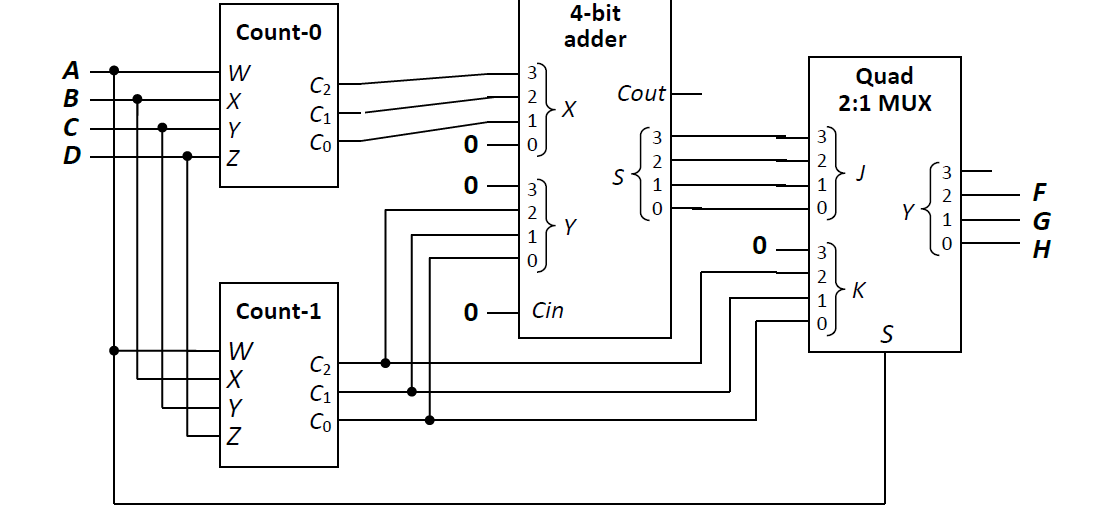 4-bit
adder
Count-0
A
B
C
D
W
X
Y
Z
C₂
C₁
C₀
0
0
0
3
2
1
0
X
3
2
1
0
Y
Cin
Cout
S
3
2
1
0
Quad
2:1 MUX
3
2
1
0
J
0
3
2
1
0
K
S
Y
3
2
1
0
F
G
H
Count-1
W
X
Y
Z
C₂
C₁
C₀